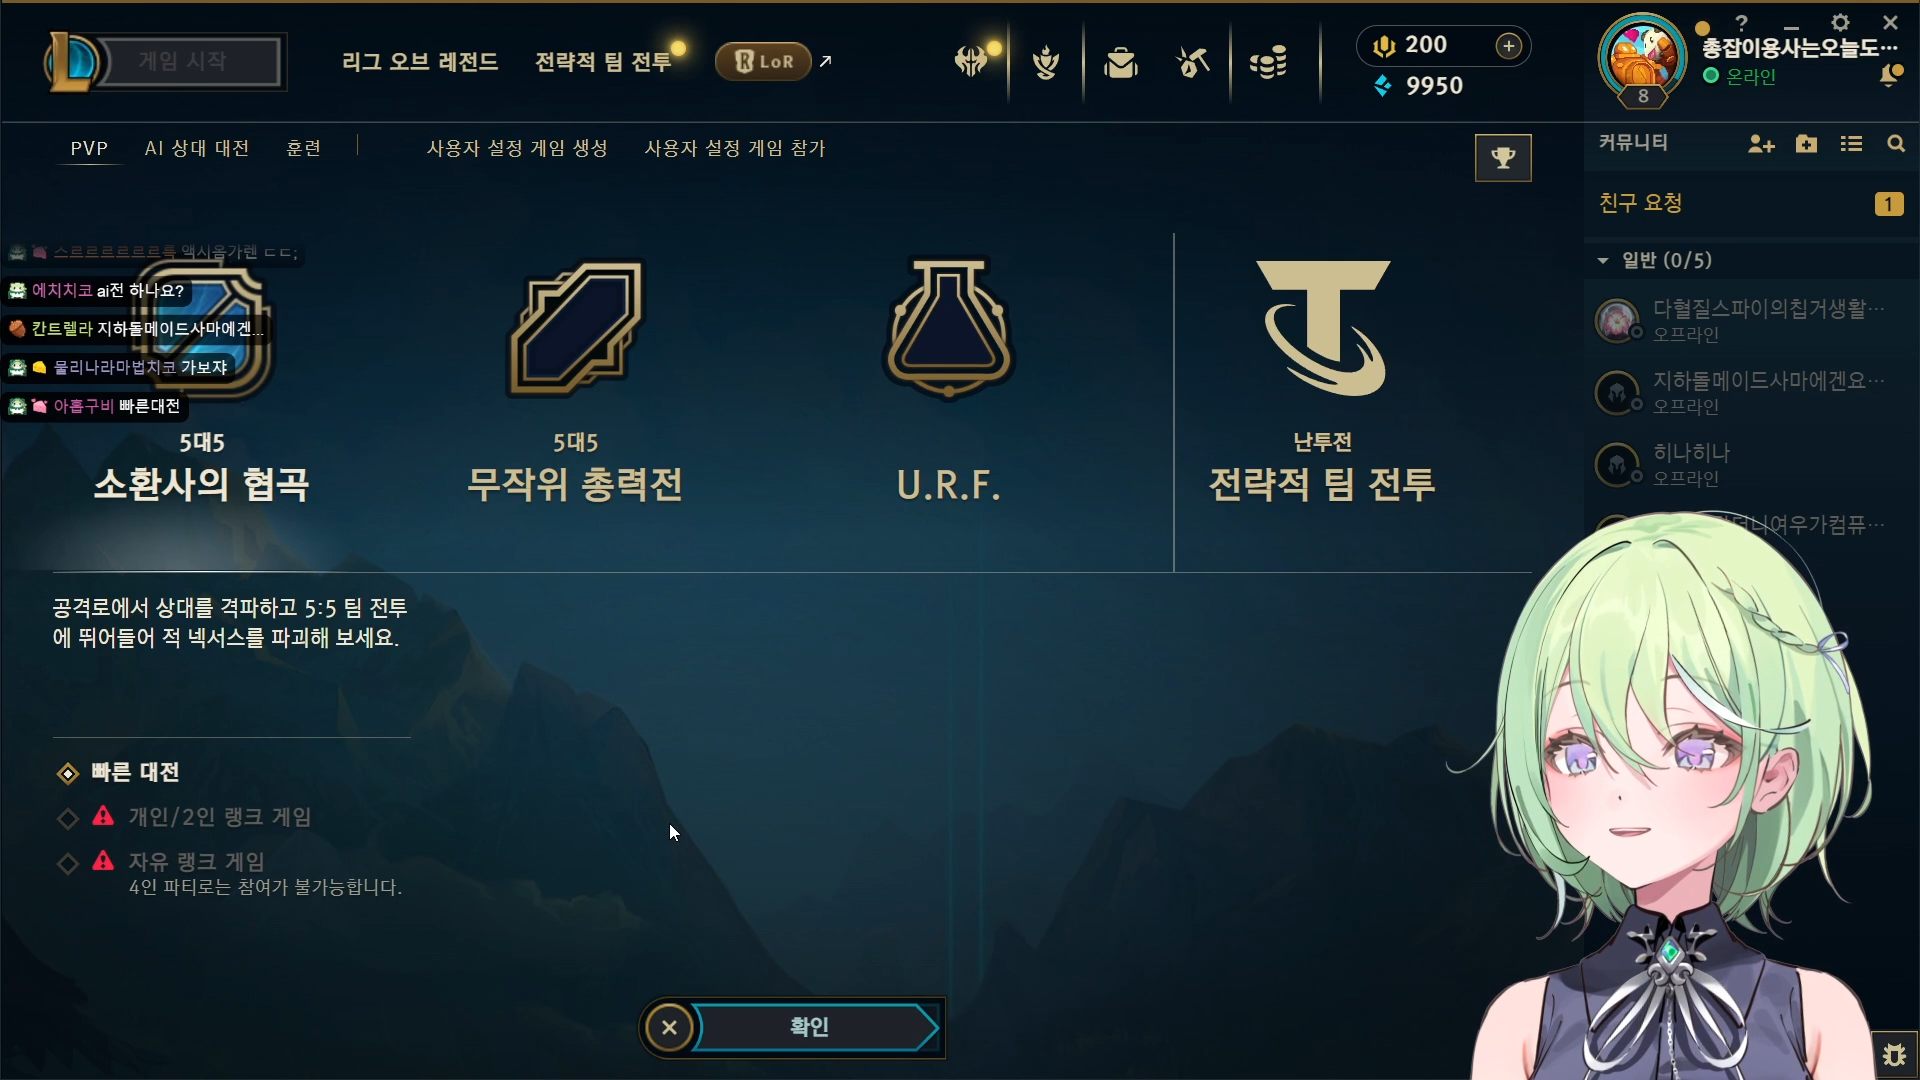 게임 시작
리그 오브 레전드
전략적 팀 전투
LoR
200
9950
?
총잡이용사는오늘도…
온라인
8
PVP
AI 상대 대전
훈련
사용자 설정 게임 생성
사용자 설정 게임 참가
커뮤니티
친구 요청
1
일반 (0/5)
다혈질스파이의칩거생활…
오프라인
지하돌메이드사마에겐요…
오프라인
히나히나
오프라인
더니여우가컴퓨…
스르르르르르르륵 액시옴가렌 ㄷㄷ;
에치치코 ai전 하나요?
칸트렐라 지하돌메이드사마에겐...
물리나라마법치코 가보쟈
아홉구비 빠른대전
5대5
소환사의 협곡
5대5
무작위 총력전
U.R.F.
난투전
전략적 팀 전투
공격로에서 상대를 격파하고 5:5 팀 전투
에 뛰어들어 적 넥서스를 파괴해 보세요.
빠른 대전
개인/2인 랭크 게임
자유 랭크 게임
4인 파티로는 참여가 불가능합니다.
확인